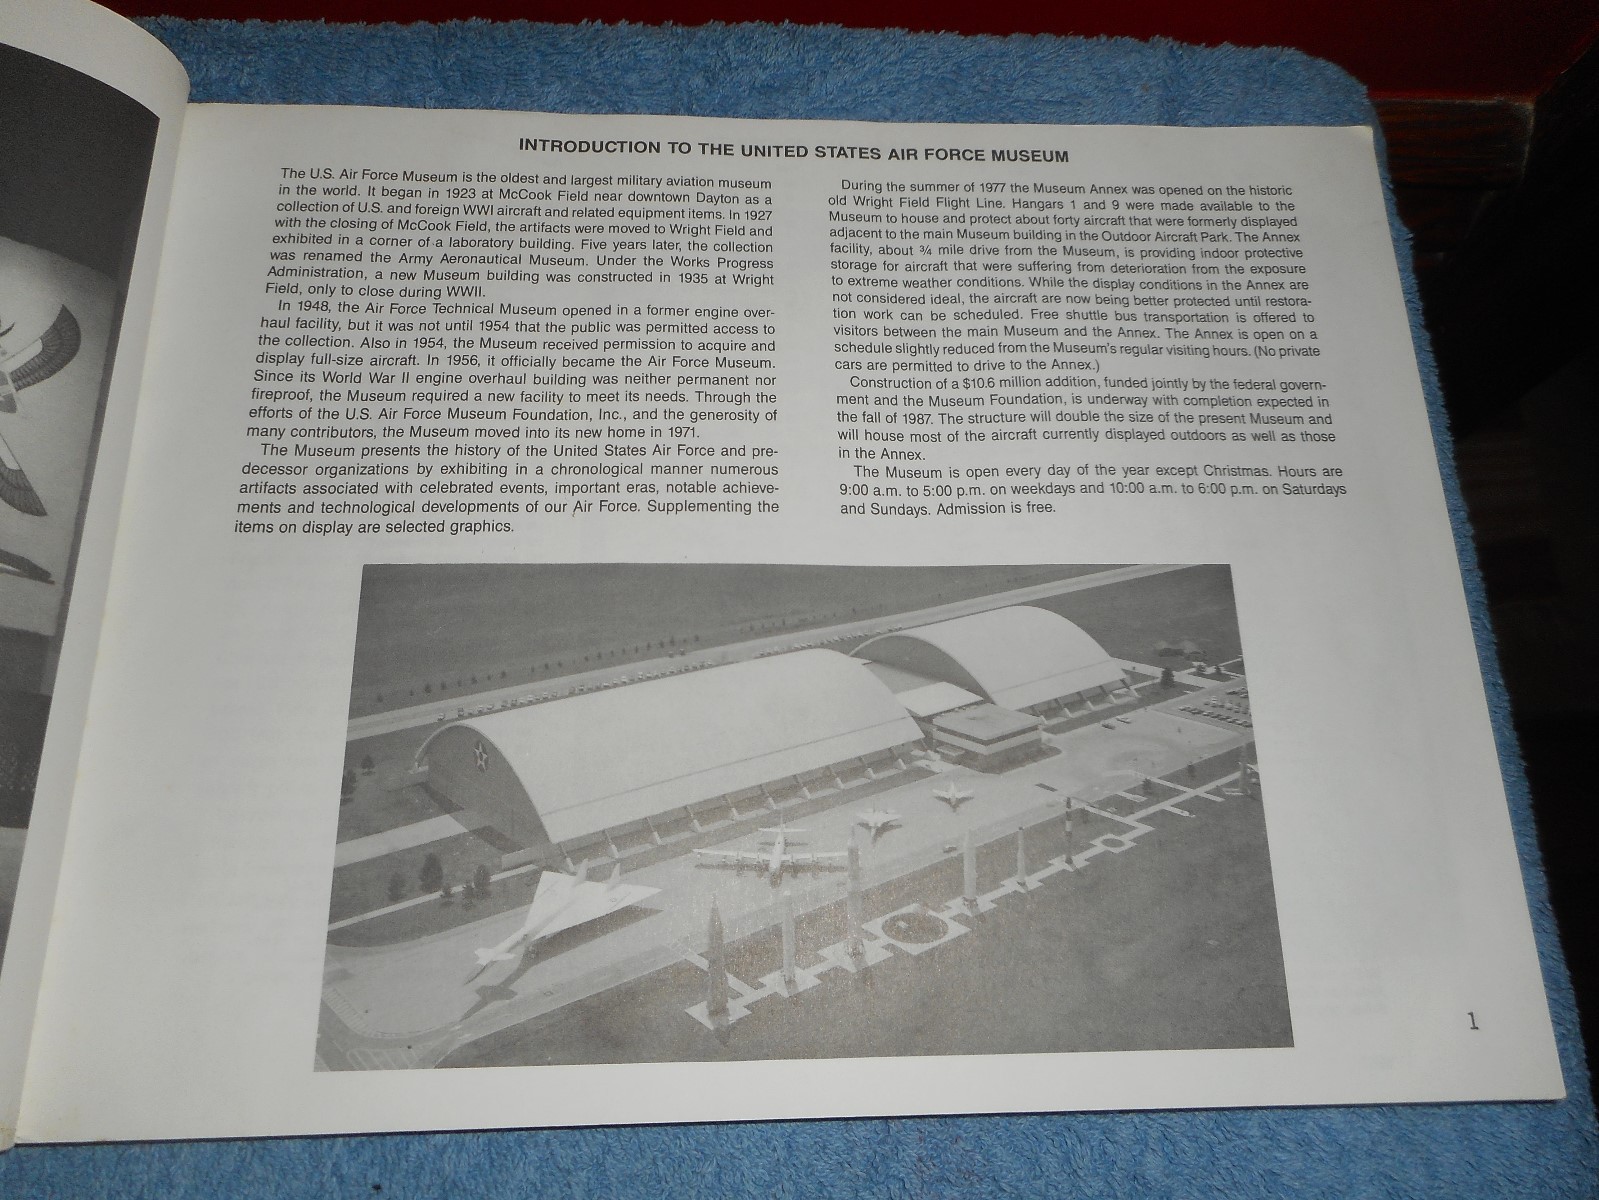 INTRODUCTION TO THE UNITED STATES AIR FORCE MUSEUM
The U.S. Air Force Museum is the oldest and largest military aviation museum
in the world. It began in 1923 at McCook Field near downtown Dayton as a
collection of U.S. and foreign WWI aircraft and related equipment items. In 1927
with the closing of McCook Field, the artifacts were moved to Wright Field and
exhibited in a corner of a laboratory building. Five years later, the collection
was renamed the Army Aeronautical Museum. Under the Works Progress
Administration, a new Museum building was constructed in 1935 at Wright
Field, only to close during WWII.
In 1948, the Air Force Technical Museum opened in a former engine over-
haul facility, but it was not until 1954 that the public was permitted access to
the collection. Also in 1954, the Museum received permission to acquire and
display full-size aircraft. In 1956, it officially became the Air Force Museum.
Since its World War II engine overhaul building was neither permanent nor
fireproof, the Museum required a new facility to meet its needs. Through the
efforts of the U.S. Air Force Museum Foundation, Inc., and the generosity of
many contributors, the Museum moved into its new home in 1971.
The Museum presents the history of the United States Air Force and pre-
decessor organizations by exhibiting in a chronological manner numerous
artifacts associated with celebrated events, important eras, notable achieve-
ments and technological developments of our Air Force. Supplementing the
items on display are selected graphics.
During the summer of 1977 the Museum Annex was opened on the historic
old Wright Field Flight Line. Hangars 1 and 9 were made available to the
Museum to house and protect about forty aircraft that were formerly displayed
adjacent to the main Museum building in the Outdoor Aircraft Park. The Annex
facility, about ¾ mile drive from the Museum, is providing indoor protective
storage for aircraft that were suffering from deterioration from the exposure
to extreme weather conditions. While the display conditions in the Annex are
not considered ideal, the aircraft are now being better protected until restora-
tion work can be scheduled. Free shuttle bus transportation is offered to
visitors between the main Museum and the Annex. The Annex is open on a
schedule slightly reduced from the Museum's regular visiting hours. (No private
cars are permitted to drive to the Annex.)
Construction of a $10.6 million addition, funded jointly by the federal govern-
ment and the Museum Foundation, is underway with completion expected in
the fall of 1987. The structure will double the size of the present Museum and
will house most of the aircraft currently displayed outdoors as well as those
in the Annex.
The Museum is open every day of the year except Christmas. Hours are
9:00 a.m. to 5:00 p.m. on weekdays and 10:00 a.m. to 6:00 p.m. on Saturdays
and Sundays. Admission is free.
1